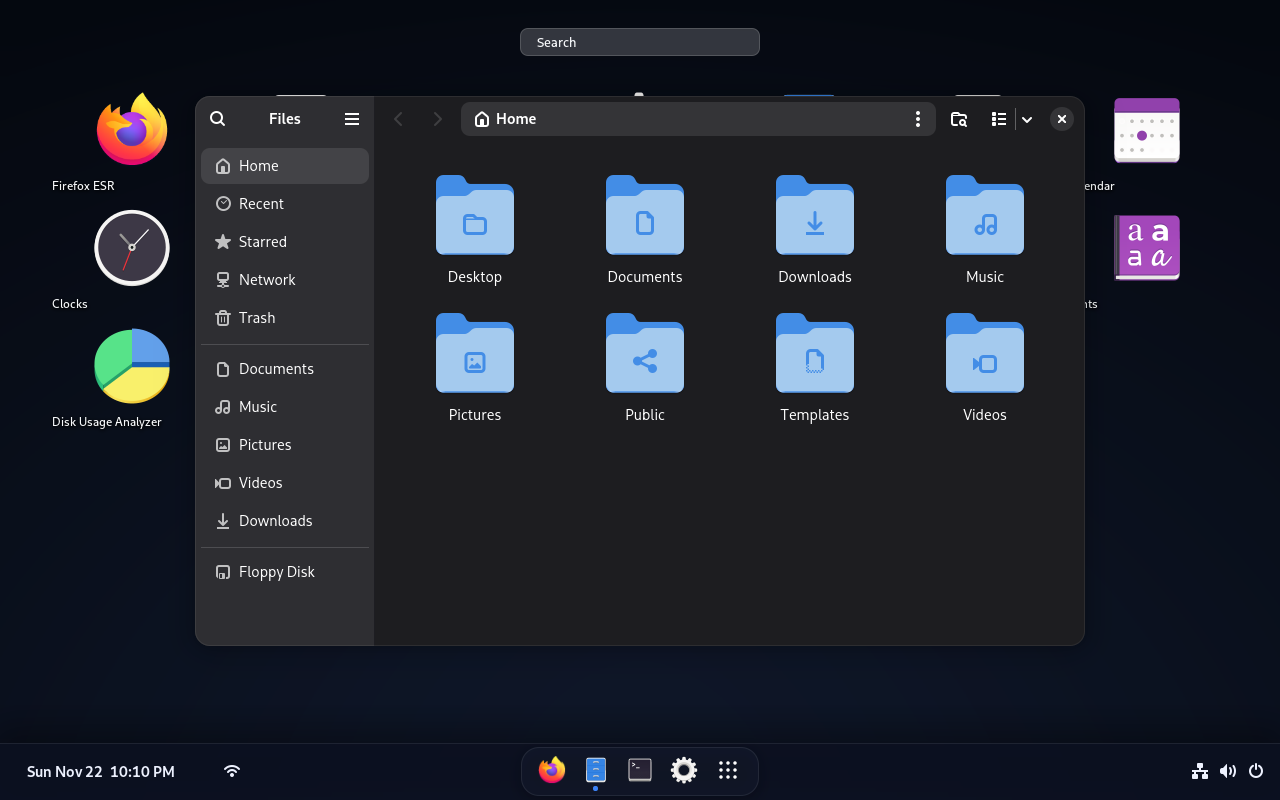 Search
Firefox ESR
Clocks
Disk Usage Analyzer
Files
Home
Recent
Starred
Network
Trash
Documents
Music
Pictures
Videos
Downloads
Floppy Disk
Home
Desktop
Documents
Downloads
Music
Pictures
Public
Templates
Videos
endar
nts
a a
a a
Sun Nov 22 10:10 PM